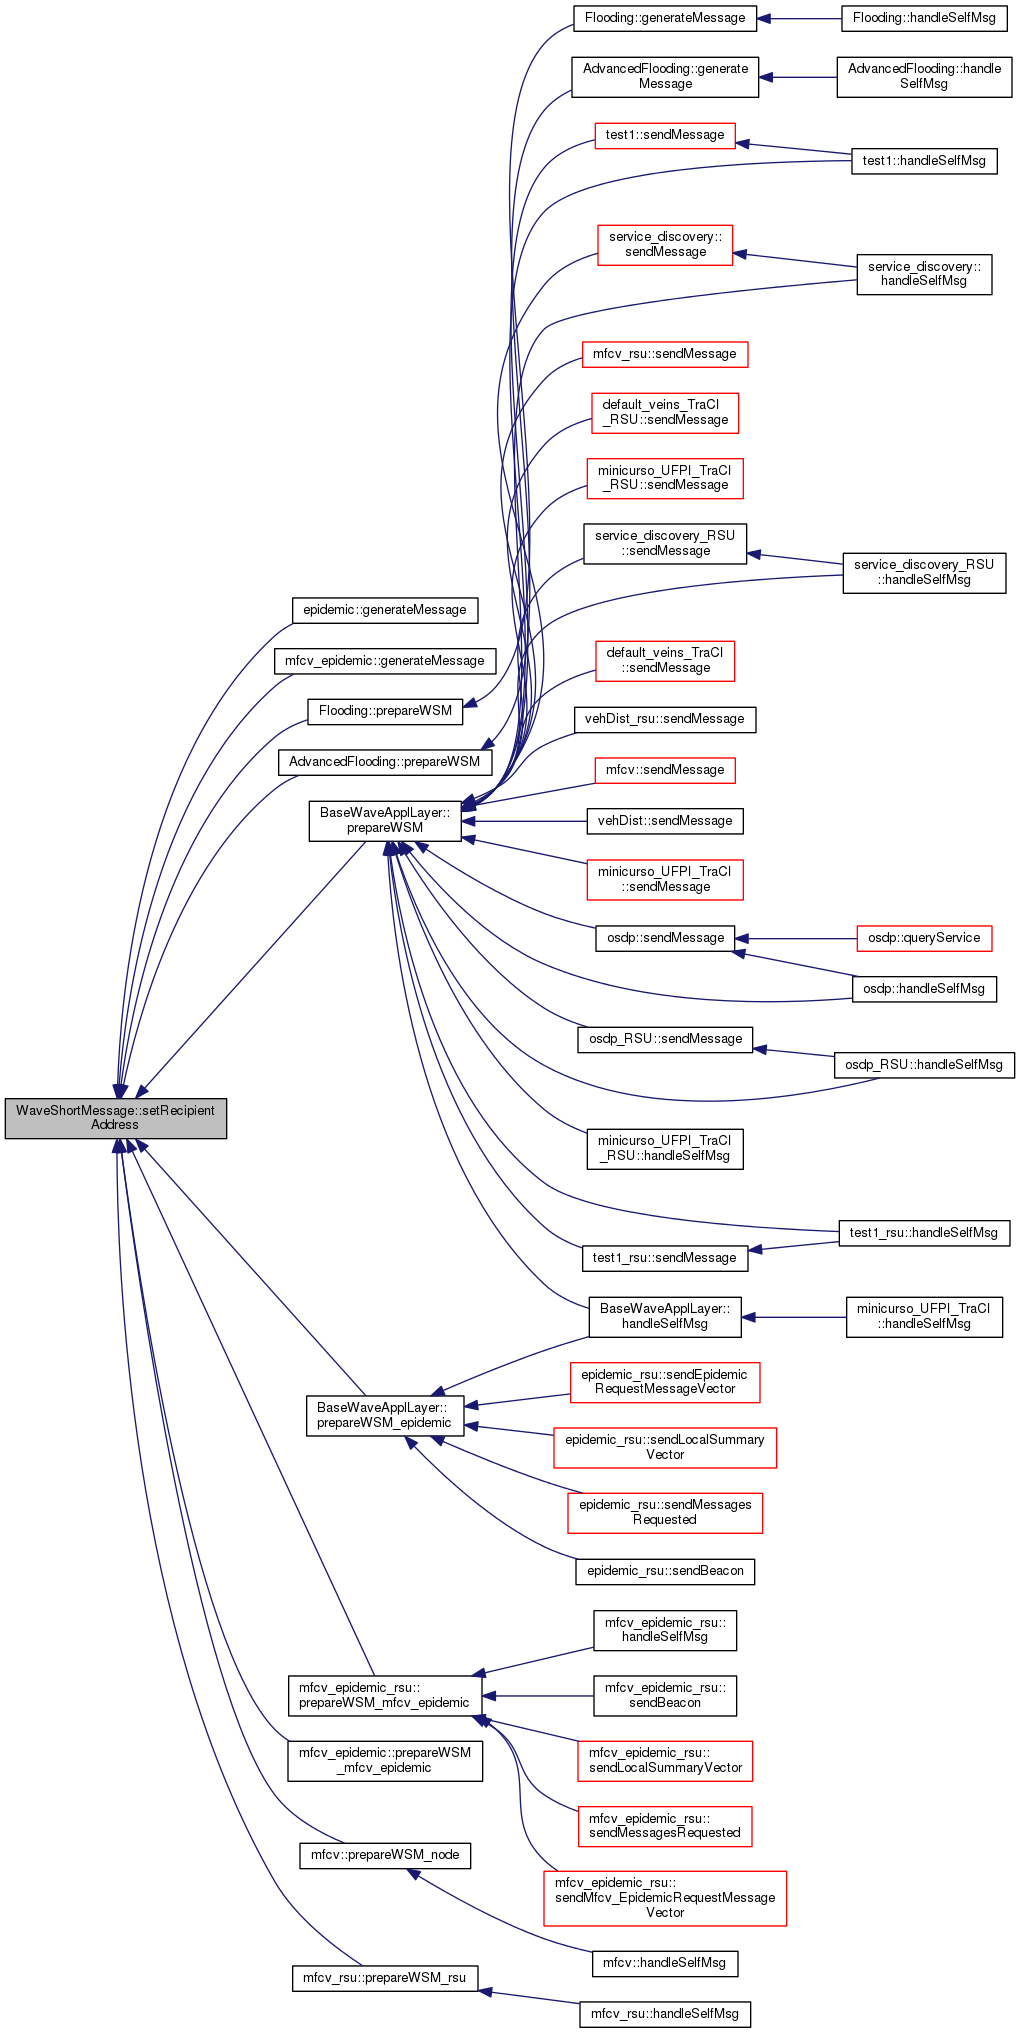 Flooding::generateMessage
Flooding::handleSelfMsg
AdvancedFlooding::generate
Message
AdvancedFlooding::handle
SelfMsg
test1::sendMessage
test1::handleSelfMsg
service_discovery::
sendMessage
service_discovery::
handleSelfMsg
mfcv_rsu::sendMessage
default_veins_TraCI
_RSU::sendMessage
minicurso_UFPI_TraCI
_RSU::sendMessage
service_discovery_RSU
::sendMessage
service_discovery_RSU
::handleSelfMsg
epidemic::generateMessage
mfcv_epidemic::generateMessage
default_veins_TraCI
::sendMessage
Flooding::prepareWSM
vehDist_rsu::sendMessage
AdvancedFlooding::prepareWSM
mfcv::sendMessage
BaseWaveApplLayer::
prepareWSM
vehDist::sendMessage
minicurso_UFPI_TraCI
::sendMessage
osdp::sendMessage
osdp::queryService
osdp::handleSelfMsg
osdp_RSU::sendMessage
osdp_RSU::handleSelfMsg
WaveShortMessage::setRecipient
Address
minicurso_UFPI_TraCI
_RSU::handleSelfMsg
test1_rsu::handleSelfMsg
test1_rsu::sendMessage
BaseWaveApplLayer::
handleSelfMsg
minicurso_UFPI_TraCI
::handleSelfMsg
BaseWaveApplLayer::
prepareWSM_epidemic
epidemic_rsu::sendEpidemic
RequestMessageVector
epidemic_rsu::sendLocalSummary
Vector
epidemic_rsu::sendMessages
Requested
epidemic_rsu::sendBeacon
mfcv_epidemic_rsu::
handleSelfMsg
mfcv_epidemic_rsu::
prepareWSM_mfcv_epidemic
mfcv_epidemic_rsu::
sendBeacon
mfcv_epidemic::prepareWSM
_mfcv_epidemic
mfcv_epidemic_rsu::
sendLocalSummaryVector
mfcv_epidemic_rsu::
sendMessagesRequested
mfcv::prepareWSM_node
mfcv_epidemic_rsu::
sendMfcv_EpidemicRequestMessage
Vector
mfcv::handleSelfMsg
mfcv_rsu::prepareWSM_rsu
mfcv_rsu::handleSelfMsg